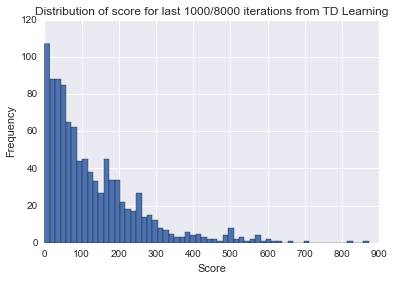 Distribution of score for last 1000/8000 iterations from TD Learning
120
100
80
60
40
20
0
Frequency
0 100 200 300 400 500 600 700 800 900
Score